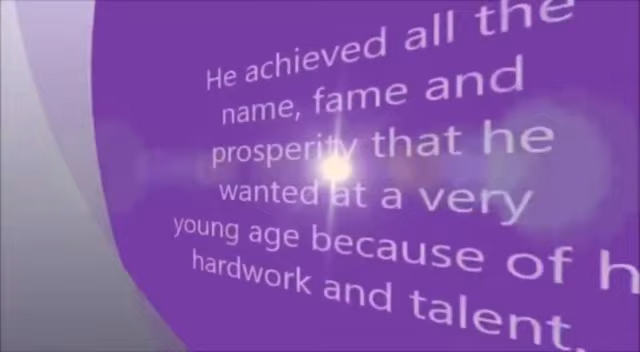 He achieved all the
name, fame and
prosperity that he
wanted at a very
young age because of h
hardwork and talent.